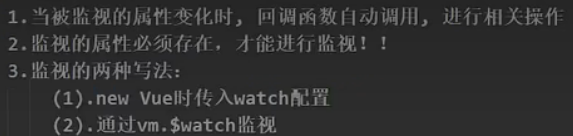 1.当被监视的属性变化时, 回调函数自动调用, 进行相关操作
2.监视的属性必须存在，才能进行监视！！
3.监视的两种写法：
(1).new Vue时传入watch配置
(2).通过vm.$watch监视